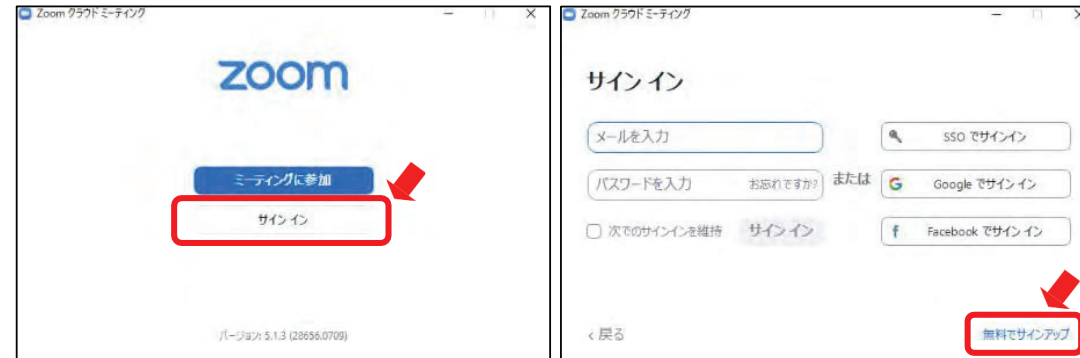 Zoom クラウド ミーティング
zoom
ミーティングに参加
サイン イン
バージョン: 5.1.3 (28656.0709)
Zoom クラウド ミーティング
サイン イン
メールを入力
パスワードを入力 お忘れですか?
次でのサインインを維持 サイン イン
または
SSO でサインイン
Google でサイン イン
Facebook でサイン イン
< 戻る
無料でサインアップ